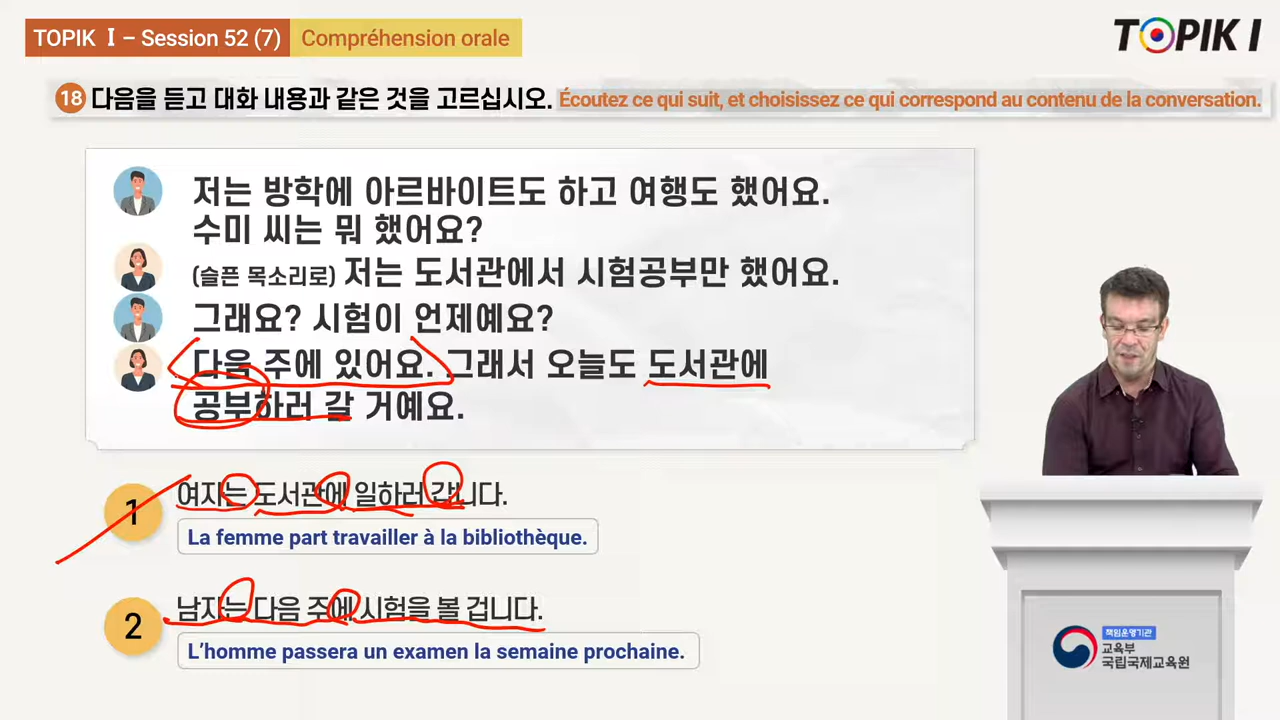 TOPIK I – Session 52 (7) Compréhension orale
TOPIK I
18 다음을 듣고 대화 내용과 같은 것을 고르십시오. Écoutez ce qui suit, et choisissez ce qui correspond au contenu de la conversation.
저는 방학에 아르바이트도 하고 여행도 했어요.
수미 씨는 뭐 했어요?
(슬픈 목소리로) 저는 도서관에서 시험공부만 했어요.
그래요? 시험이 언제예요?
다음 주에 있어요. 그래서 오늘도 도서관에
공부하러 갈 거예요.
1 여자는 도서관에 일하러 갑니다.
La femme part travailler à la bibliothèque.
2 남자는 다음 주에 시험을 볼 겁니다.
L’homme passera un examen la semaine prochaine.
책임운영기관
교육부
국립국제교육원